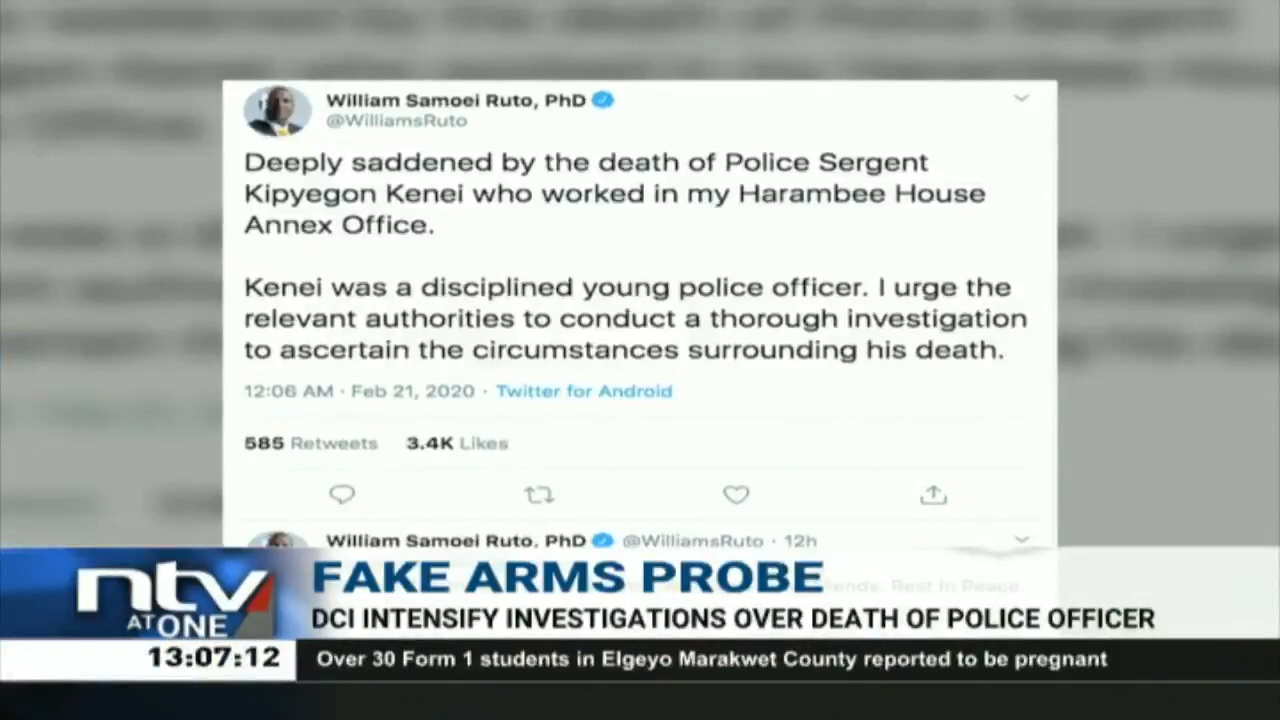 William Samoei Ruto, PhD
@WilliamsRuto
Deeply saddened by the death of Police Sergent
Kipyegon Kenei who worked in my Harambee House
Annex Office.
Kenei was a disciplined young police officer. I urge the
relevant authorities to conduct a thorough investigation
to ascertain the circumstances surrounding his death.
12:06 AM · Feb 21, 2020 · Twitter for Android
585 Retweets 3.4K Likes
William Samoei Ruto, PhD @WilliamsRuto · 12h
Rest in Peace.
ntv
AT ONE
FAKE ARMS PROBE
DCI INTENSIFY INVESTIGATIONS OVER DEATH OF POLICE OFFICER
13:07:12
Over 30 Form 1 students in Elgeyo Marakwet County reported to be pregnant